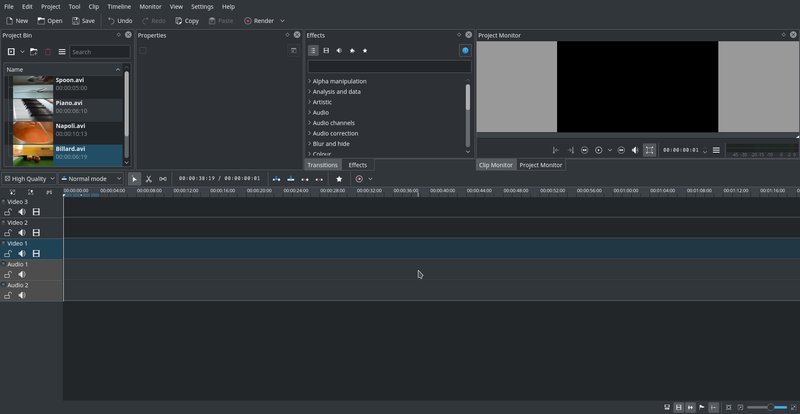 File Edit Project Tool Clip Timeline Monitor View Settings Help
New Open Save Undo Redo Copy Paste Render
Project Bin
Properties
Effects
Project Monitor
Search
Name
Spoon.avi
00:00:05:00
Piano.avi
00:00:06:10
Napoli.avi
00:00:10:13
Billard.avi
00:00:06:19
Alpha manipulation
Analysis and data
Artistic
Audio
Audio channels
Audio correction
Blur and hide
Colour
Transitions Effects
00:00:00:01
Clip Monitor Project Monitor
High Quality Normal mode 00:00:38:19 / 00:00:00:01
00:00:00:00 00:00:04:00 00:00:08:00 00:00:12:00 00:00:16:00 00:00:20:00 00:00:24:00 00:00:28:00 00:00:32:00 00:00:36:00 00:00:40:00 00:00:44:00 00:00:48:00 00:00:52:00 00:00:56:00 00:01:00:00 00:01:04:00 00:01:08:00 00:01:12:00 00:01:16:00
Video 3
Video 2
Video 1
Audio 1
Audio 2